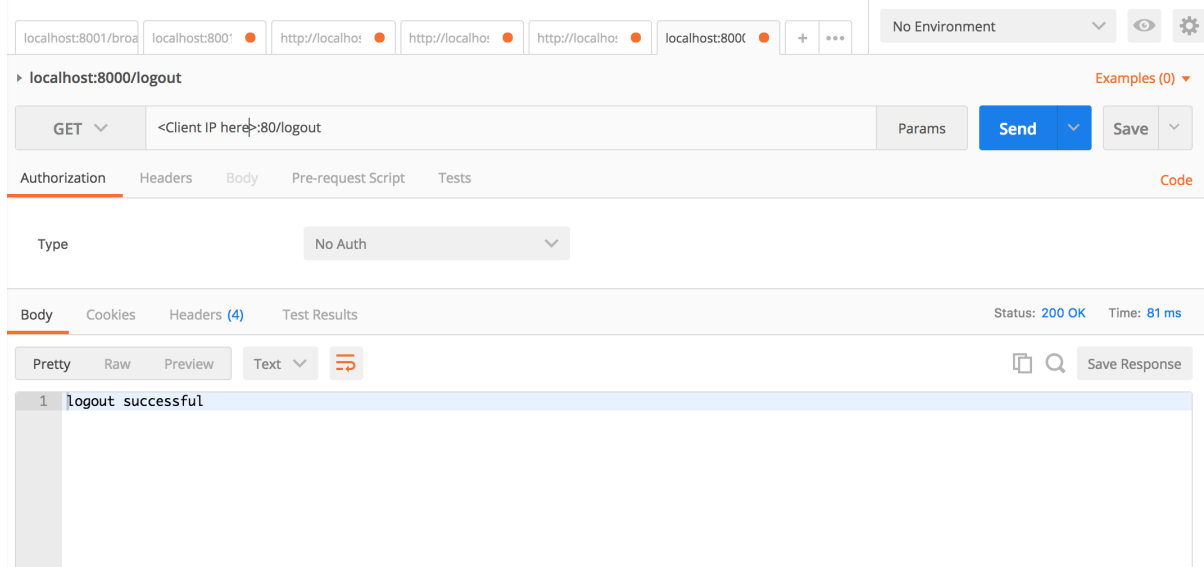 localhost:8001/broa localhost:8001 http://localhos http://localhos http://localhos localhost:800 + ••• No Environment
localhost:8000/logout Examples (0)
GET <Client IP here>:80/logout Params Send Save
Authorization Headers Body Pre-request Script Tests Code
Type No Auth
Body Cookies Headers (4) Test Results Status: 200 OK Time: 81 ms
Pretty Raw Preview Text Save Response
1 logout successful